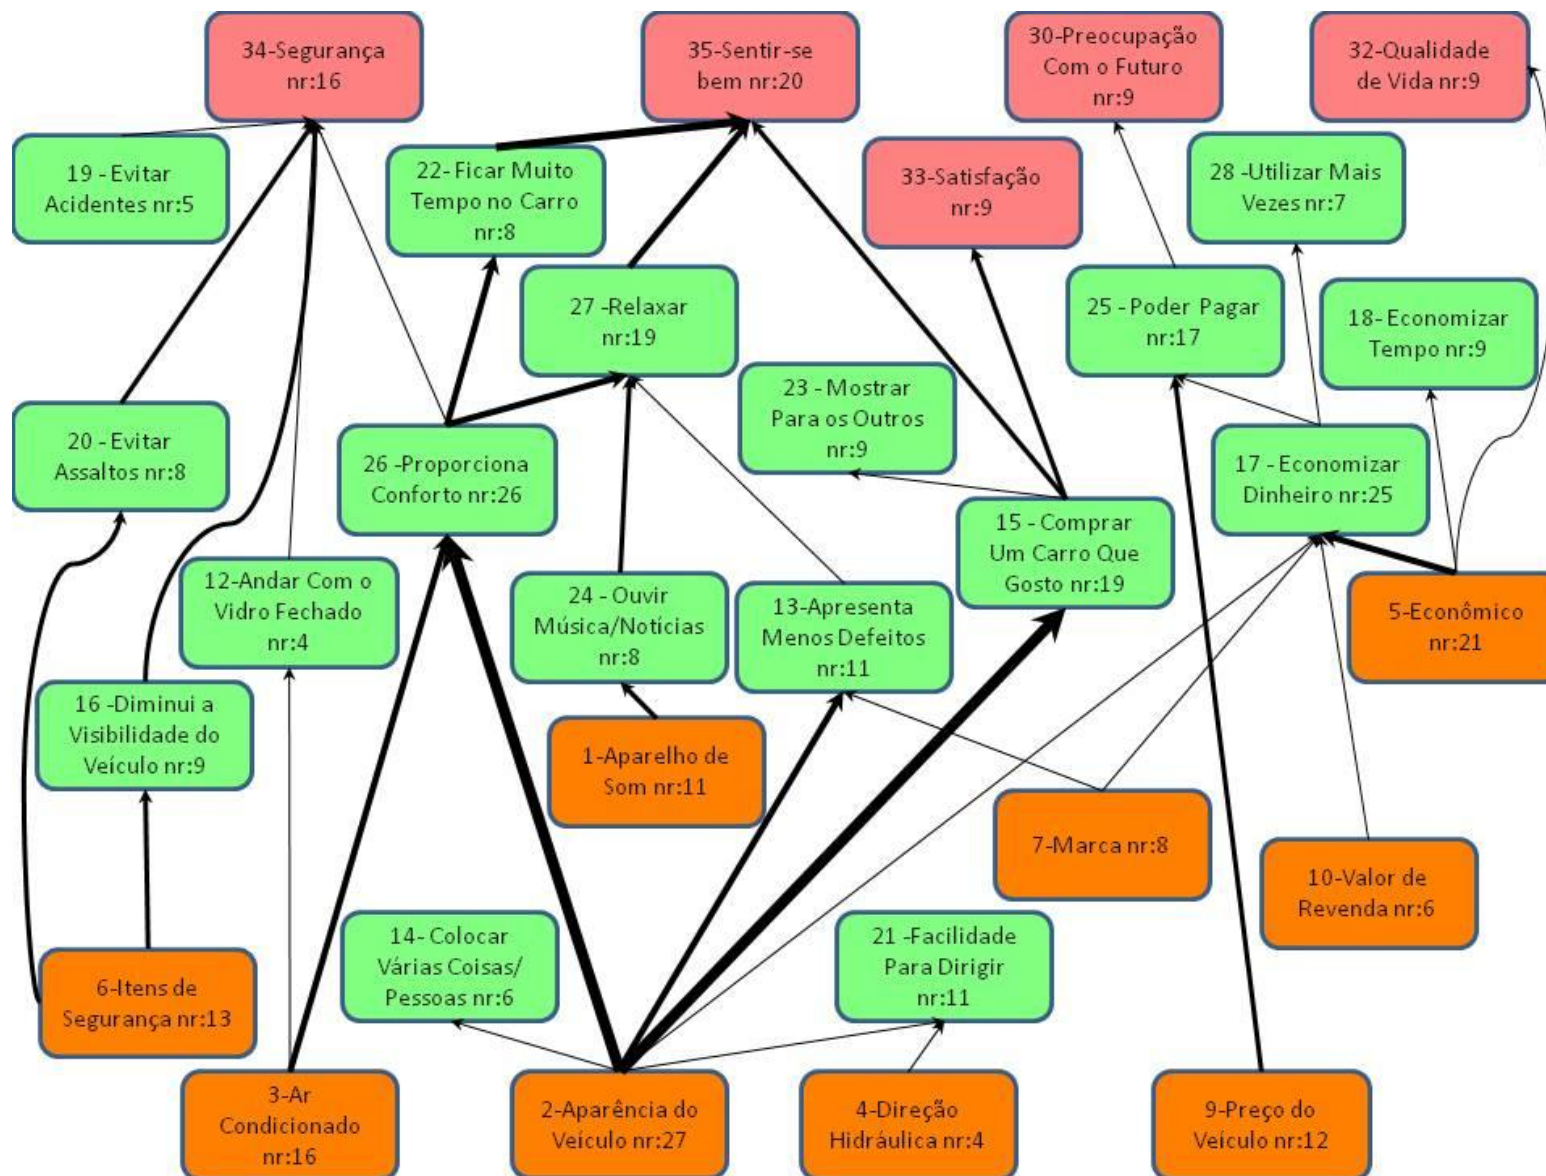 34-Segurança
nr:16
35-Sentir-se
bem nr:20
30-Preocupação
Com o Futuro
nr:9
32-Qualidade
de Vida nr:9
19 - Evitar
Acidentes nr:5
22- Ficar Muito
Tempo no Carro
nr:8
33-Satisfação
nr:9
28 -Utilizar Mais
Vezes nr:7
27 -Relaxar
nr:19
25 - Poder Pagar
nr:17
18- Economizar
Tempo nr:9
23 - Mostrar
Para os Outros
nr:9
20 - Evitar
Assaltos nr:8
26 -Proporciona
Conforto nr:26
17 - Economizar
Dinheiro nr:25
15 - Comprar
Um Carro Que
Gosto nr:19
12-Andar Com o
Vidro Fechado
nr:4
24 - Ouvir
Música/Notícias
nr:8
13-Apresenta
Menos Defeitos
nr:11
5-Econômico
nr:21
16 -Diminui a
Visibilidade do
Veículo nr:9
1-Aparelho de
Som nr:11
7-Marca nr:8
10-Valor de
Revenda nr:6
14- Colocar
Várias Coisas/
Pessoas nr:6
21 -Facilidade
Para Dirigir
nr:11
6-Itens de
Segurança nr:13
3-Ar
Condicionado
nr:16
2-Aparência do
Veículo nr:27
4-Direção
Hidráulica nr:4
9-Preço do
Veículo nr:12